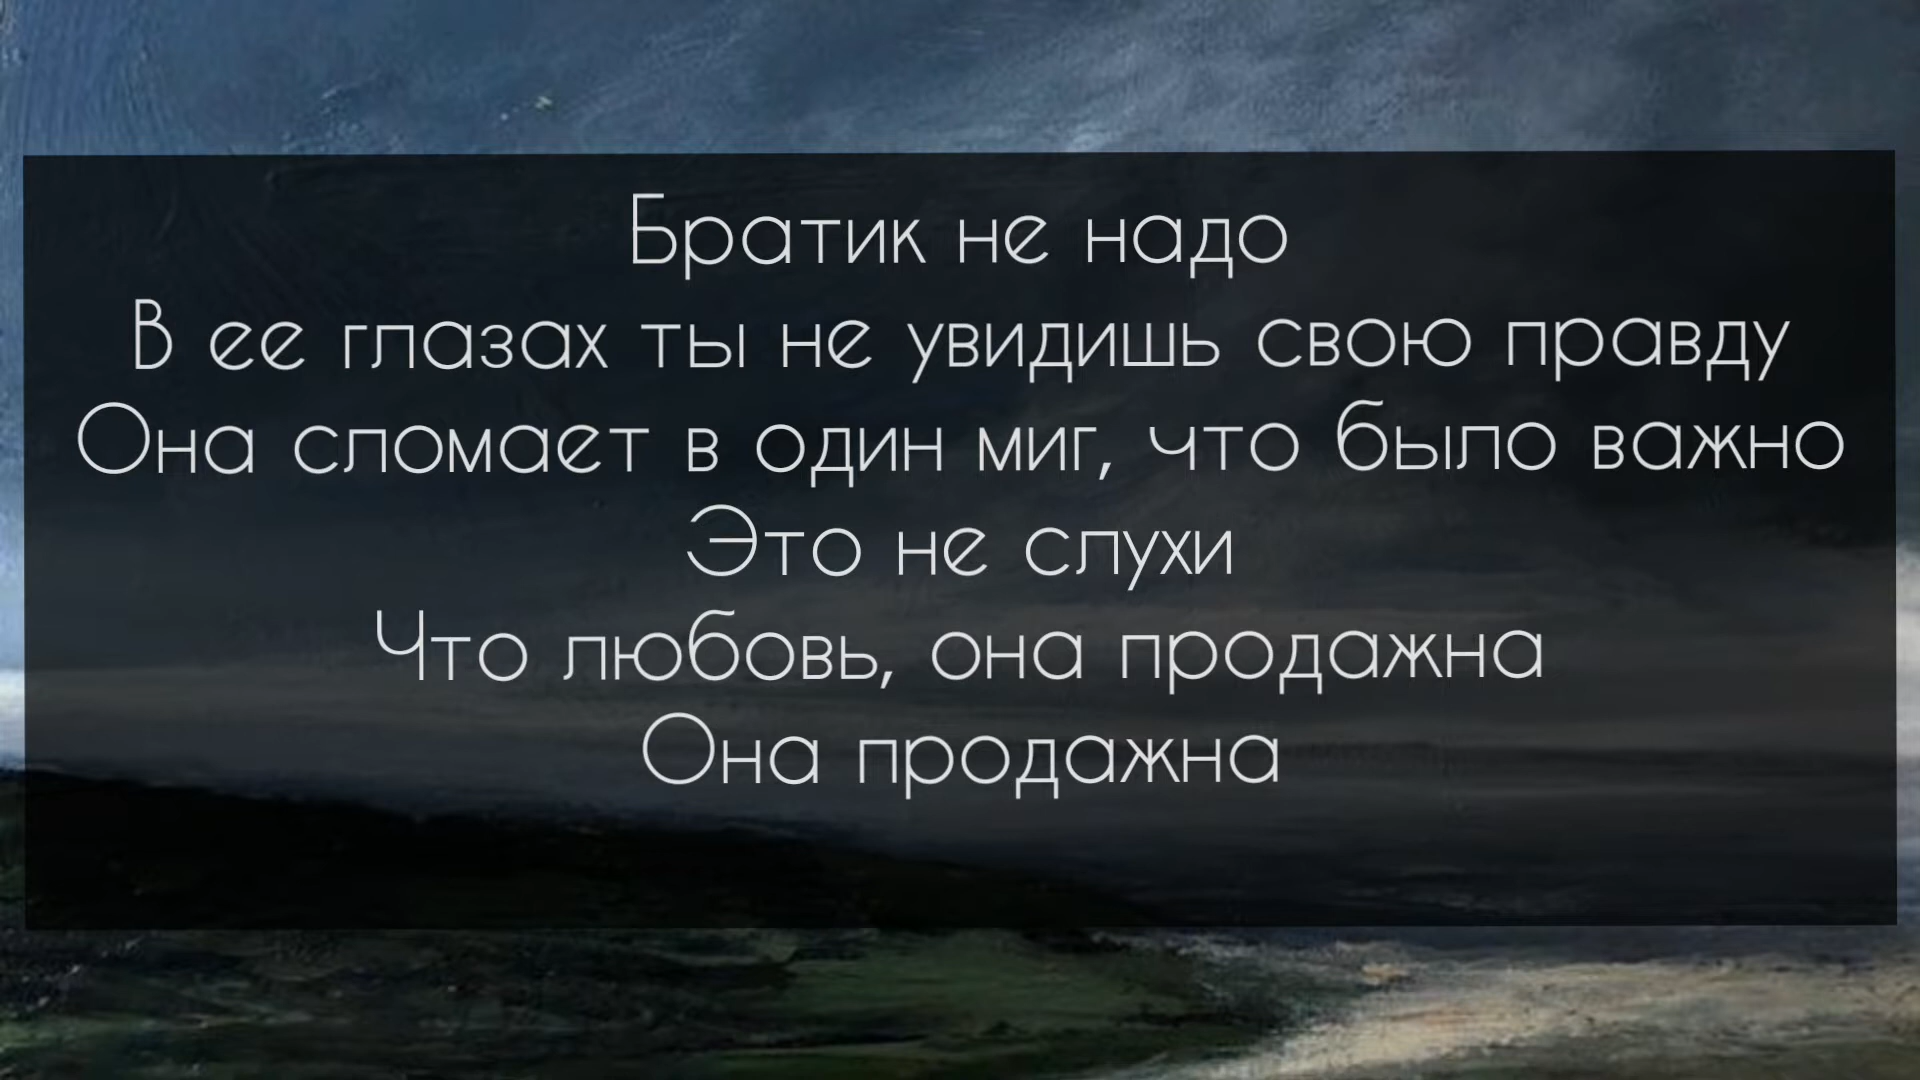 Братик не надо
В ее глазах ты не увидишь свою правду
Она сломает в один миг, что было важно
Это не слухи
Что любовь, она продажна
Она продажна